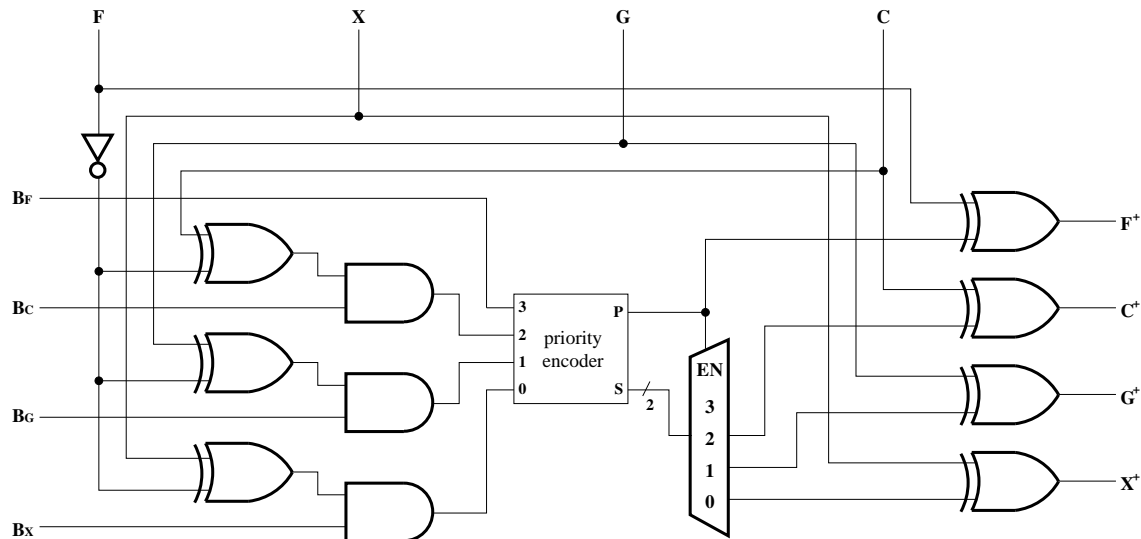 F X G C
BF
F+
BC
3 P C+
2 priority
1 encoder EN
0 S
2 3
BG G+
2
1
0 X+
BX